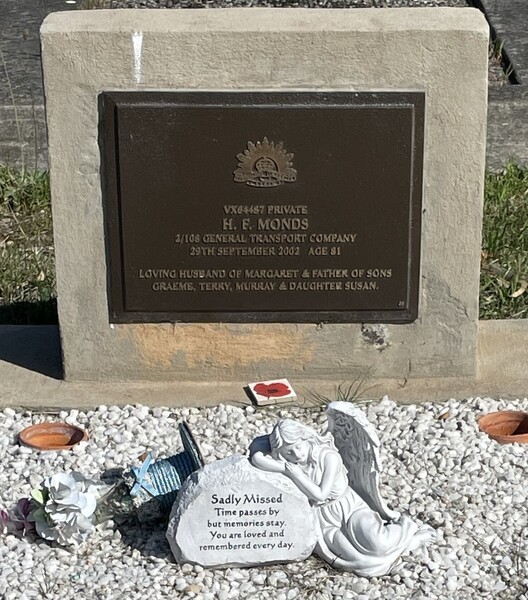 VX64487 PRIVATE
H. F. MONDS
2/108 GENERAL TRANSPORT COMPANY
29TH SEPTEMBER 2002 AGE 81
LOVING HUSBAND OF MARGARET & FATHER OF SONS
GRAEME, TERRY, MURRAY & DAUGHTER SUSAN.
Sadly Missed
Time passes by
but memories stay.
You are loved and
remembered every day.